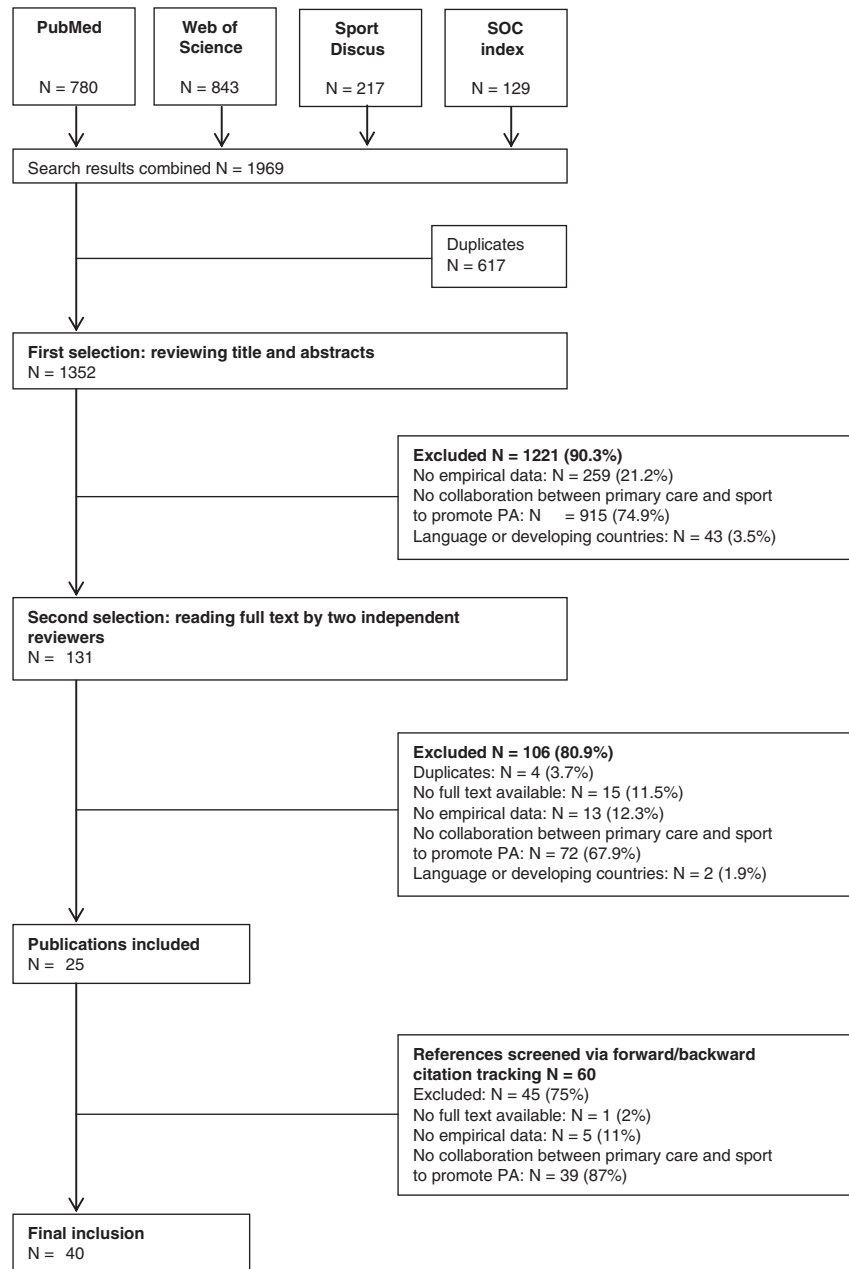 PubMed
N = 780
Web of
Science
N = 843
Sport
Discus
N = 217
SOC
index
N = 129
Search results combined N = 1969
Duplicates
N = 617
First selection: reviewing title and abstracts
N = 1352
Excluded N = 1221 (90.3%)
No empirical data: N = 259 (21.2%)
No collaboration between primary care and sport
to promote PA: N = 915 (74.9%)
Language or developing countries: N = 43 (3.5%)
Second selection: reading full text by two independent
reviewers
N = 131
Excluded N = 106 (80.9%)
Duplicates: N = 4 (3.7%)
No full text available: N = 15 (11.5%)
No empirical data: N = 13 (12.3%)
No collaboration between primary care and sport
to promote PA: N = 72 (67.9%)
Language or developing countries: N = 2 (1.9%)
Publications included
N = 25
References screened via forward/backward
citation tracking N = 60
Excluded: N = 45 (75%)
No full text available: N = 1 (2%)
No empirical data: N = 5 (11%)
No collaboration between primary care and sport
to promote PA: N = 39 (87%)
Final inclusion
N = 40